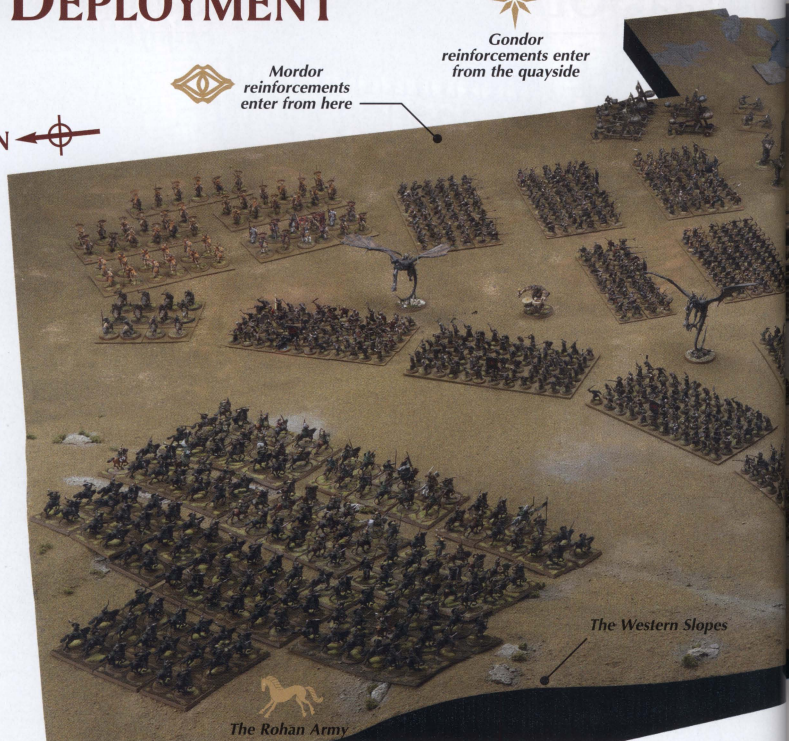 DEPLOYMENT
Gondor
reinforcements enter
from the quayside
Mordor
reinforcements
enter from here
N
The Western Slopes
The Rohan Army